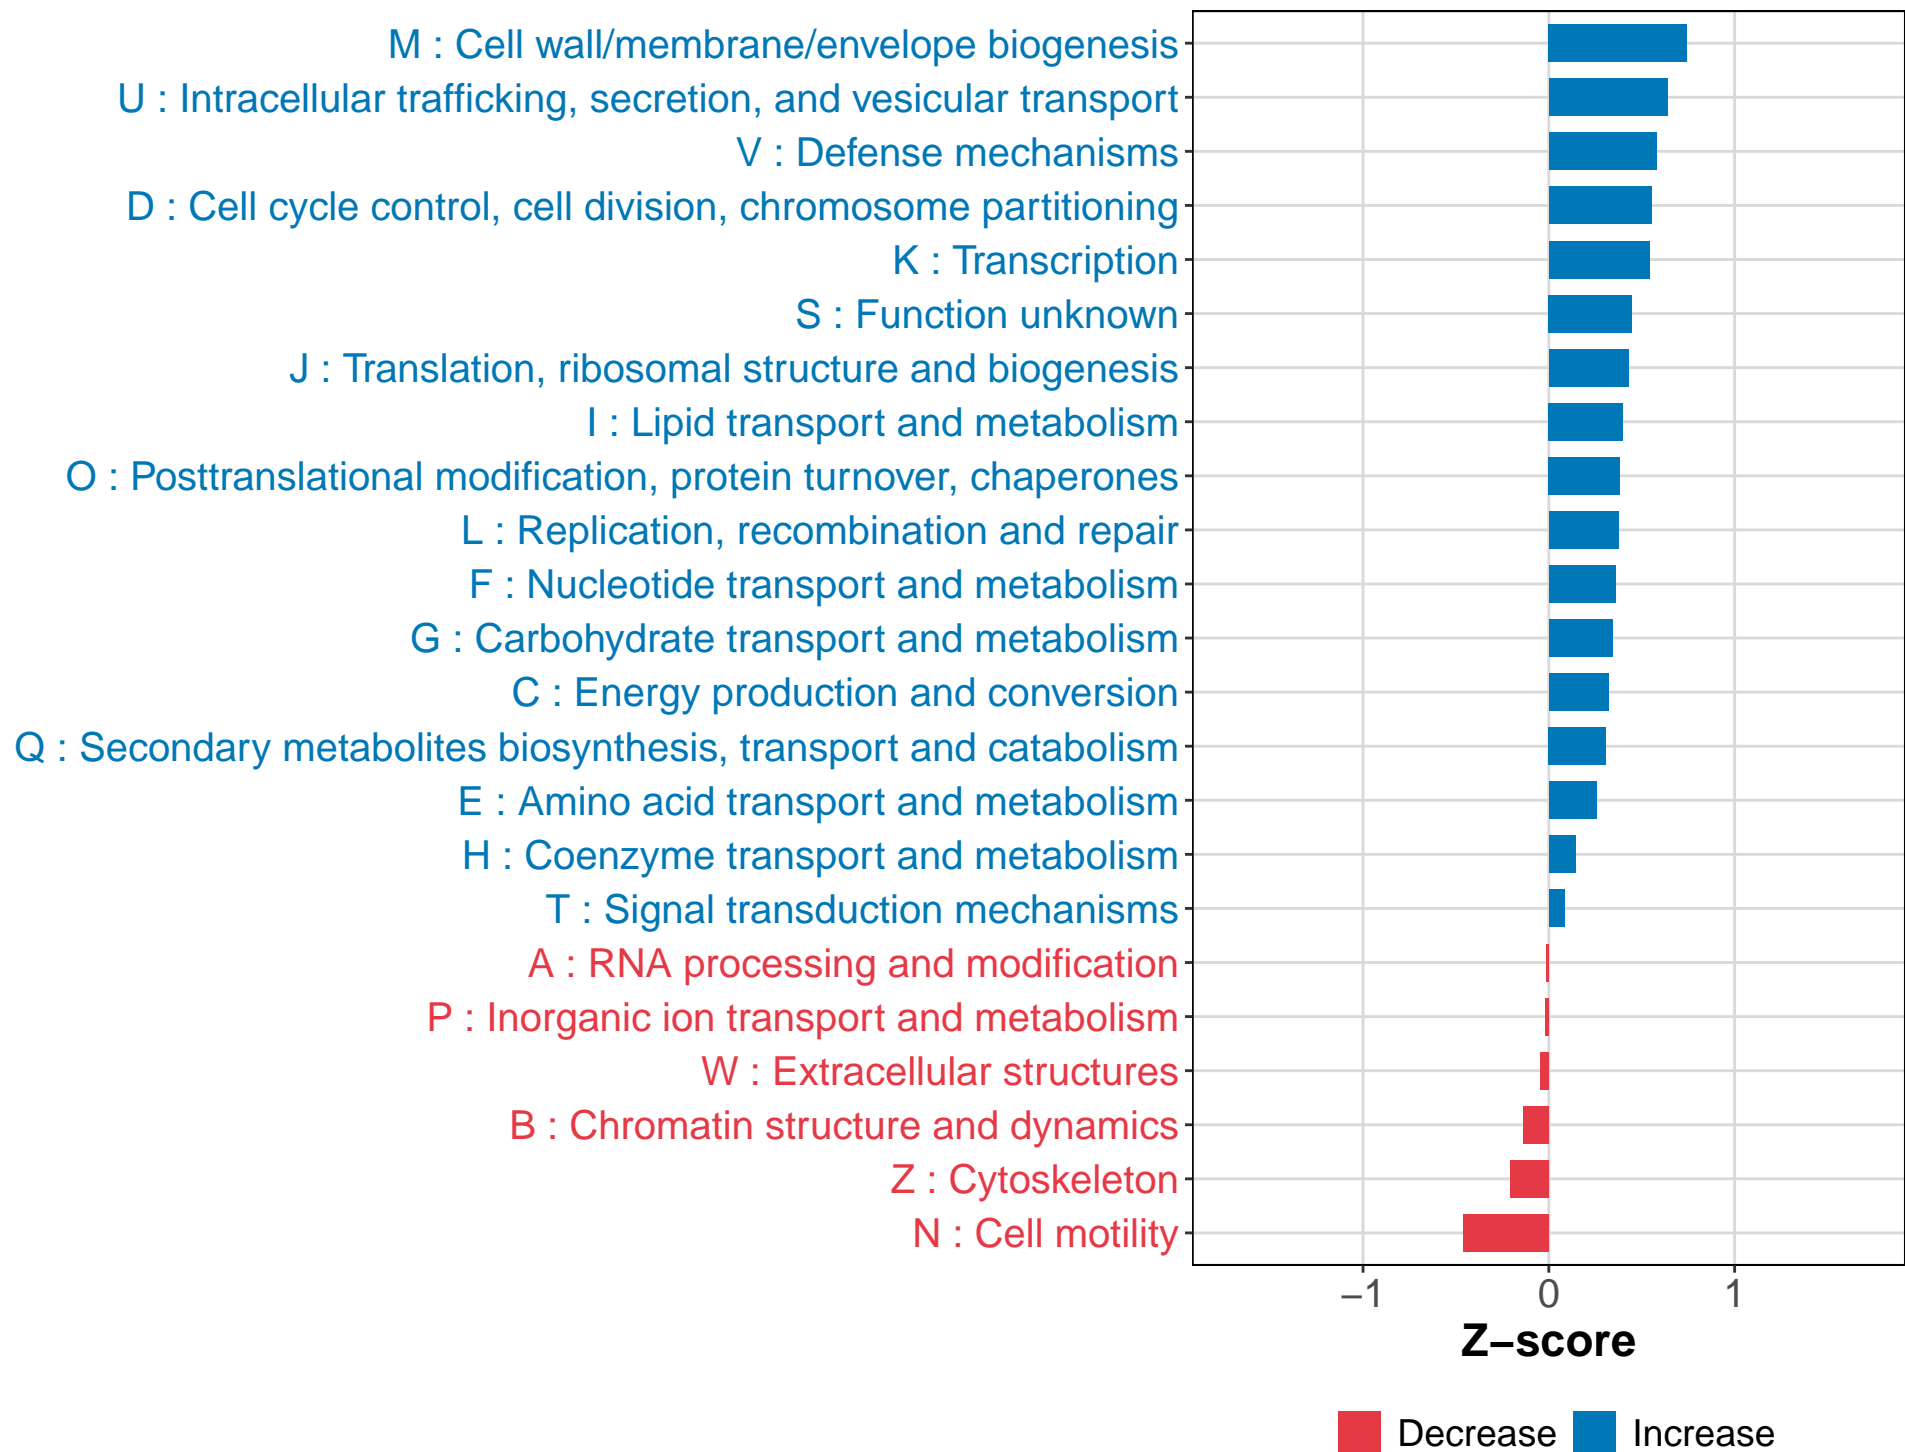 M : Cell wall/membrane/envelope biogenesis
U : Intracellular trafficking, secretion, and vesicular transport
V : Defense mechanisms
D : Cell cycle control, cell division, chromosome partitioning
K : Transcription
S : Function unknown
J : Translation, ribosomal structure and biogenesis
I : Lipid transport and metabolism
O : Posttranslational modification, protein turnover, chaperones
L : Replication, recombination and repair
F : Nucleotide transport and metabolism
G : Carbohydrate transport and metabolism
C : Energy production and conversion
Q : Secondary metabolites biosynthesis, transport and catabolism
E : Amino acid transport and metabolism
H : Coenzyme transport and metabolism
T : Signal transduction mechanisms
A : RNA processing and modification
P : Inorganic ion transport and metabolism
W : Extracellular structures
B : Chromatin structure and dynamics
Z : Cytoskeleton
N : Cell motility
−1 0 1
Z−score
Decrease Increase